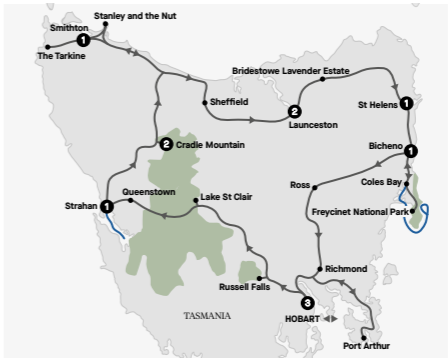 Stanley and the Nut
Smithton
1
The Tarkine
Bridestowe Lavender Estate
Sheffield
2
Launceston
St Helens
1
2
Cradle Mountain
Bicheno
1
Queenstown
Lake St Clair
Ross
Coles Bay
Strahan
1
Freycinet National Park
Richmond
Russell Falls
3
TASMANIA
HOBART
Port Arthur